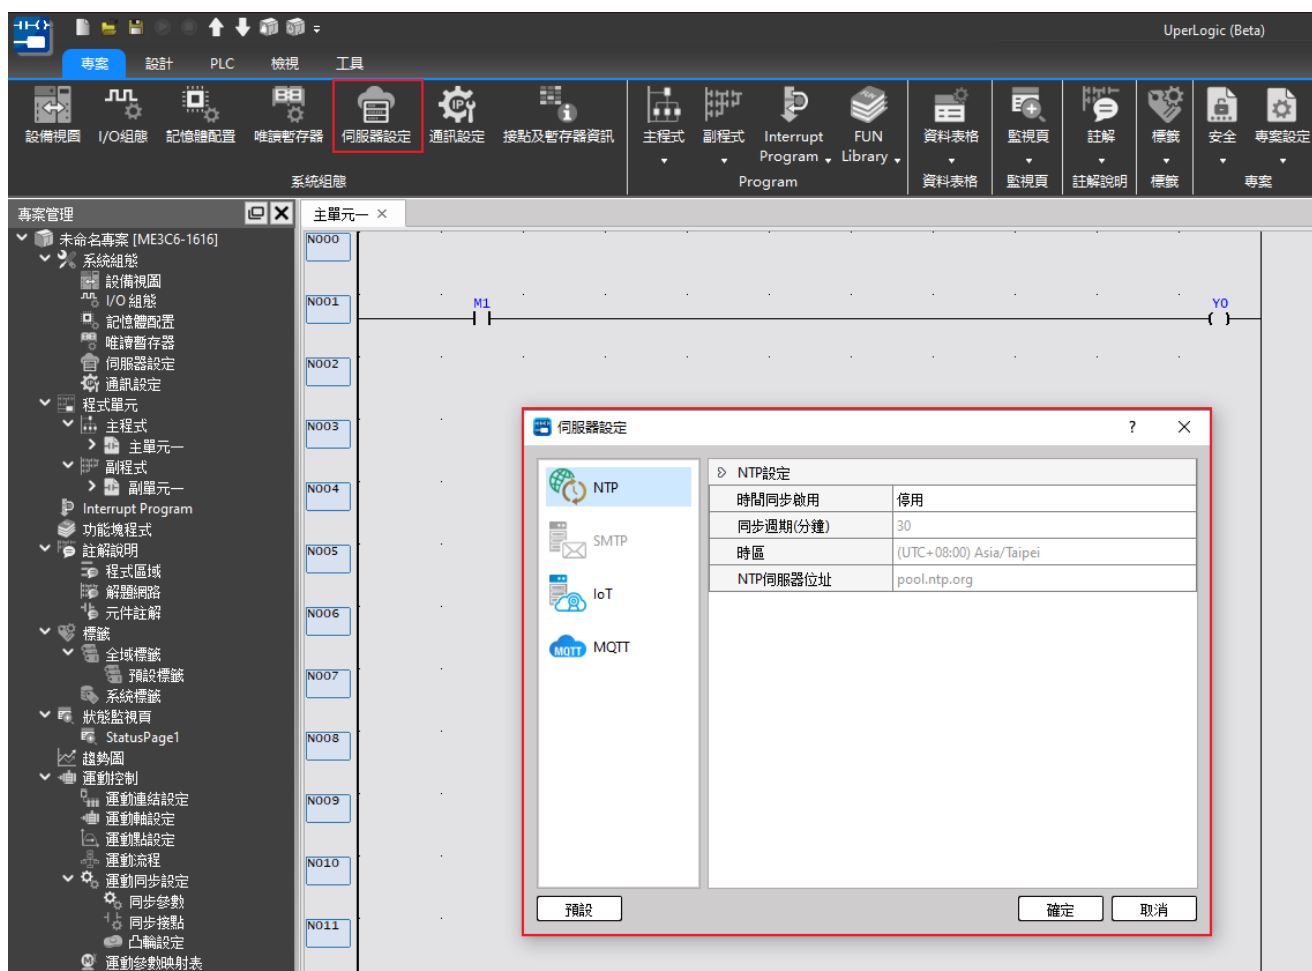 UperLogic (Beta)
專案 設計 PLC 檢視 工具
設備視圖 I/O組態 記憶體配置 唯讀暫存器 伺服器設定 通訊設定 接點及暫存器資訊 主程式 副程式 Interrupt Program FUN Library 資料表格 監視頁 註解 標籤 安全 專案設定
系統組態 Program 資料表格 監視頁 註解說明 標籤 專案
專案管理
主單元一
未命名專案 [ME3C6-1616]
系統組態
設備視圖
I/O 組態
記憶體配置
唯讀暫存器
伺服器設定
通訊設定
程式單元
主程式
主單元一
副程式
副單元一
Interrupt Program
功能塊程式
註解說明
程式區域
解題網路
元件註解
標籤
全域標籤
預設標籤
系統標籤
狀態監視頁
StatusPage1
趨勢圖
運動控制
運動連結設定
運動軸設定
運動點設定
運動流程
運動同步設定
同步參數
同步接點
凸輪設定
運動參數映射表
N000
N001
M1 Y0
N002
N003
N004
N005
N006
N007
N008
N009
N010
N011
伺服器設定 ?
NTP
SMTP
IoT
MQTT
MQTT
NTP設定
時間同步啟用 停用
同步週期(分鐘) 30
時區 (UTC+08:00) Asia/Taipei
NTP伺服器位址 pool.ntp.org
預設 確定 取消